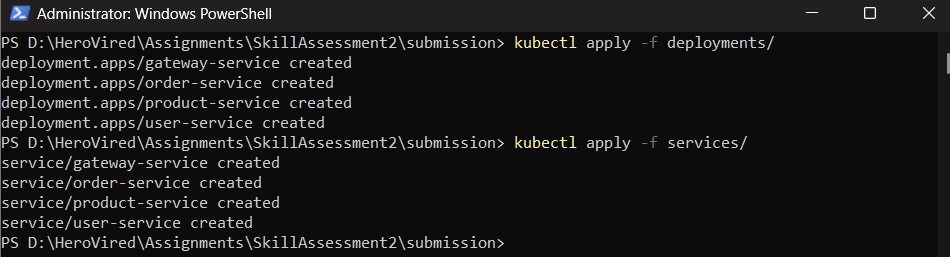 Administrator: Windows PowerShell
PS D:\HeroVired\Assignments\SkillAssessment2\submission> kubectl apply -f deployments/
deployment.apps/gateway-service created
deployment.apps/order-service created
deployment.apps/product-service created
deployment.apps/user-service created
PS D:\HeroVired\Assignments\SkillAssessment2\submission> kubectl apply -f services/
service/gateway-service created
service/order-service created
service/product-service created
service/user-service created
PS D:\HeroVired\Assignments\SkillAssessment2\submission>